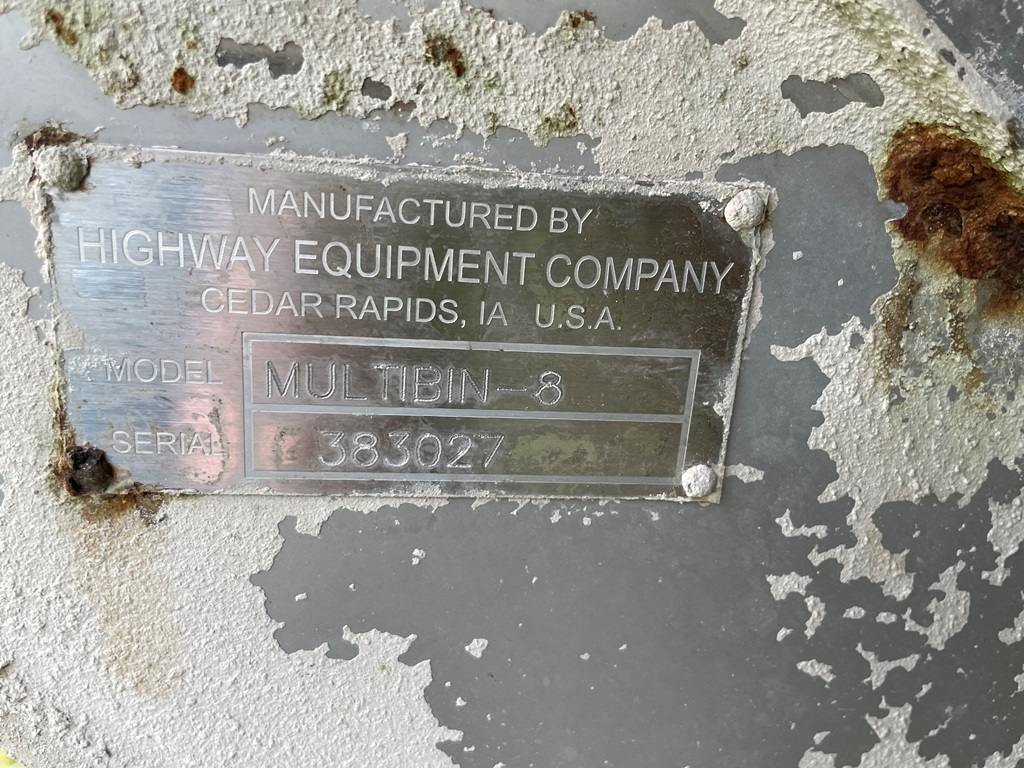 MANUFACTURED BY
HIGHWAY EQUIPMENT COMPANY
CEDAR RAPIDS, IA U.S.A.
MODEL MULTIBIN-8
SERIAL 383027